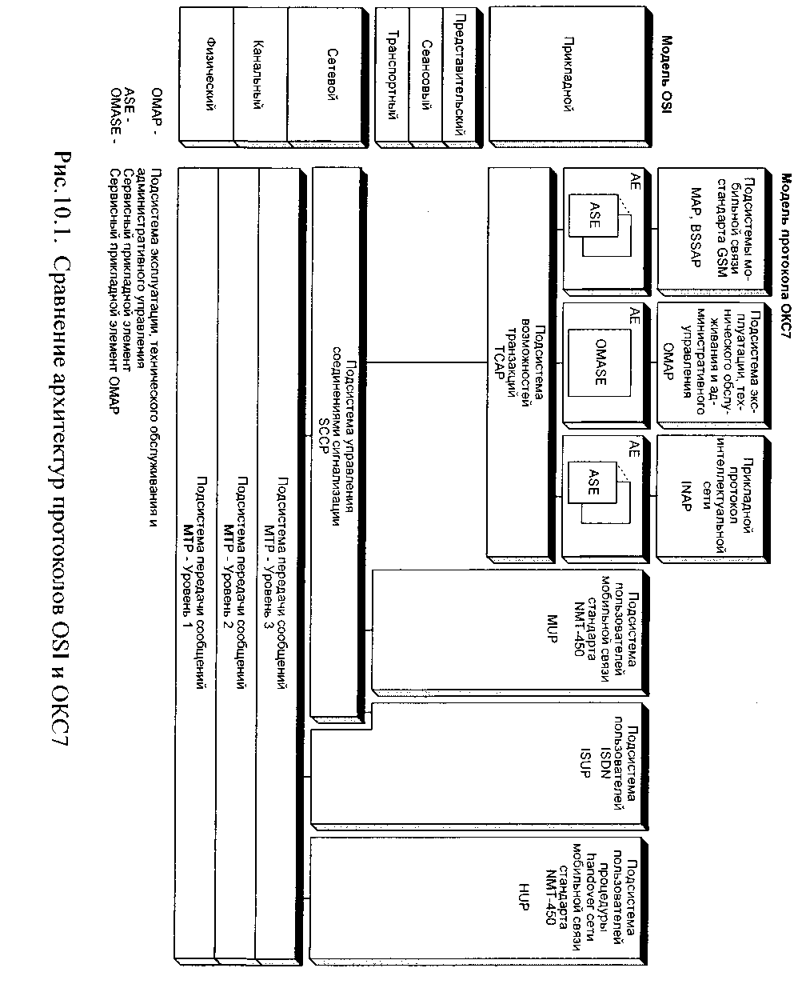 Модель OSI
Прикладной
Представительский
Сеансовый
Транспортный
Сетевой
Канальный
Физический
Модель протокола ОКС7
Подсистемы мо-
бильной связи
стандарта GSM
MAP, BSSAP
Подсистема экс-
плуатации, тех-
нического обслу-
живания и ад-
министративного
управления
OMAP
Прикладной
протокол
интеллектуальной
сети
INAP
AE
ASE
AE
OMASE
AE
ASE
Подсистема
возможностей
транзакций
TCAP
Подсистема
пользователей
мобильной связи
стандарта
NMT-450
MUP
Подсистема
пользователей
ISDN
ISUP
Подсистема
пользователей
процедуры
handover сети
мобильной связи
стандарта
NMT-450
HUP
Подсистема управления
соединениями сигнализации
SCCP
Подсистема передачи сообщений
МТР - Уровень 3
Подсистема передачи сообщений
МТР - Уровень 2
Подсистема передачи сообщений
МТР - Уровень 1
OMAP - Подсистема эксплуатации, технического обслуживания и
административного управления
ASE - Сервисный прикладной элемент
OMASE - Сервисный прикладной элемент OMAP
Рис.10.1. Сравнение архитектур протоколов OSI и ОКС7